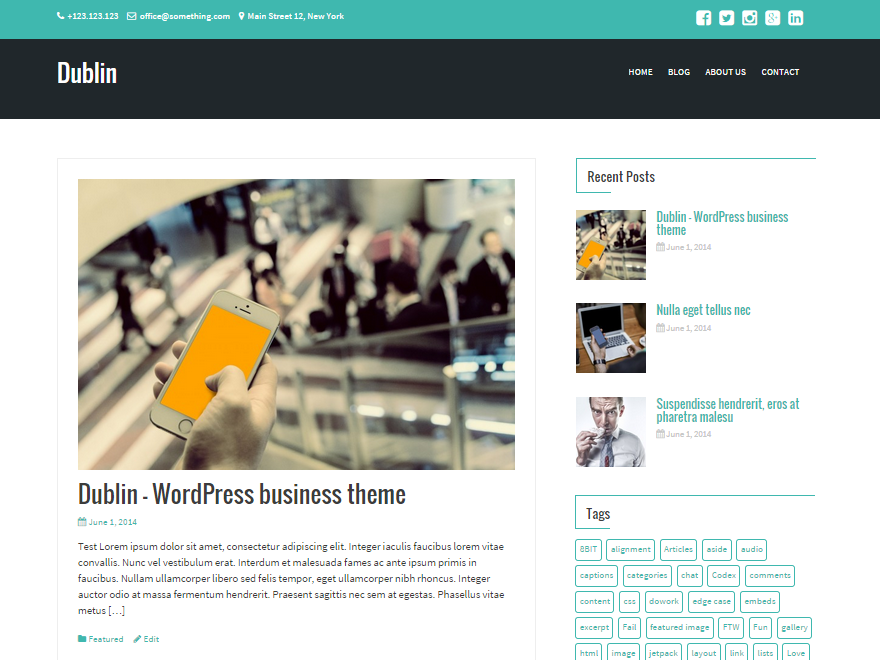 +123.123.123 office@something.com Main Street 12, New York
Dublin
HOME BLOG ABOUT US CONTACT
Dublin - WordPress business theme
June 1, 2014
Test Lorem ipsum dolor sit amet, consectetur adipiscing elit. Integer iaculis faucibus lorem vitae
convallis. Nunc vel vestibulum erat. Interdum et malesuada fames ac ante ipsum primis in
faucibus. Nullam ullamcorper libero sed felis tempor, eget ullamcorper nibh rhoncus. Integer
auctor odio at massa fermentum hendrerit. Praesent sagittis nec sem at egestas. Phasellus vitae
metus […]
Featured Edit
Recent Posts
Dublin - WordPress business
theme
June 1, 2014
Nulla eget tellus nec
June 1, 2014
Suspendisse hendrerit, eros at
pharetra malesu
June 1, 2014
Tags
8BIT alignment Articles aside audio
captions categories chat Codex comments
content css dowork edge case embeds
excerpt Fail featured image FTW Fun gallery
html image jetpack layout link lists Love